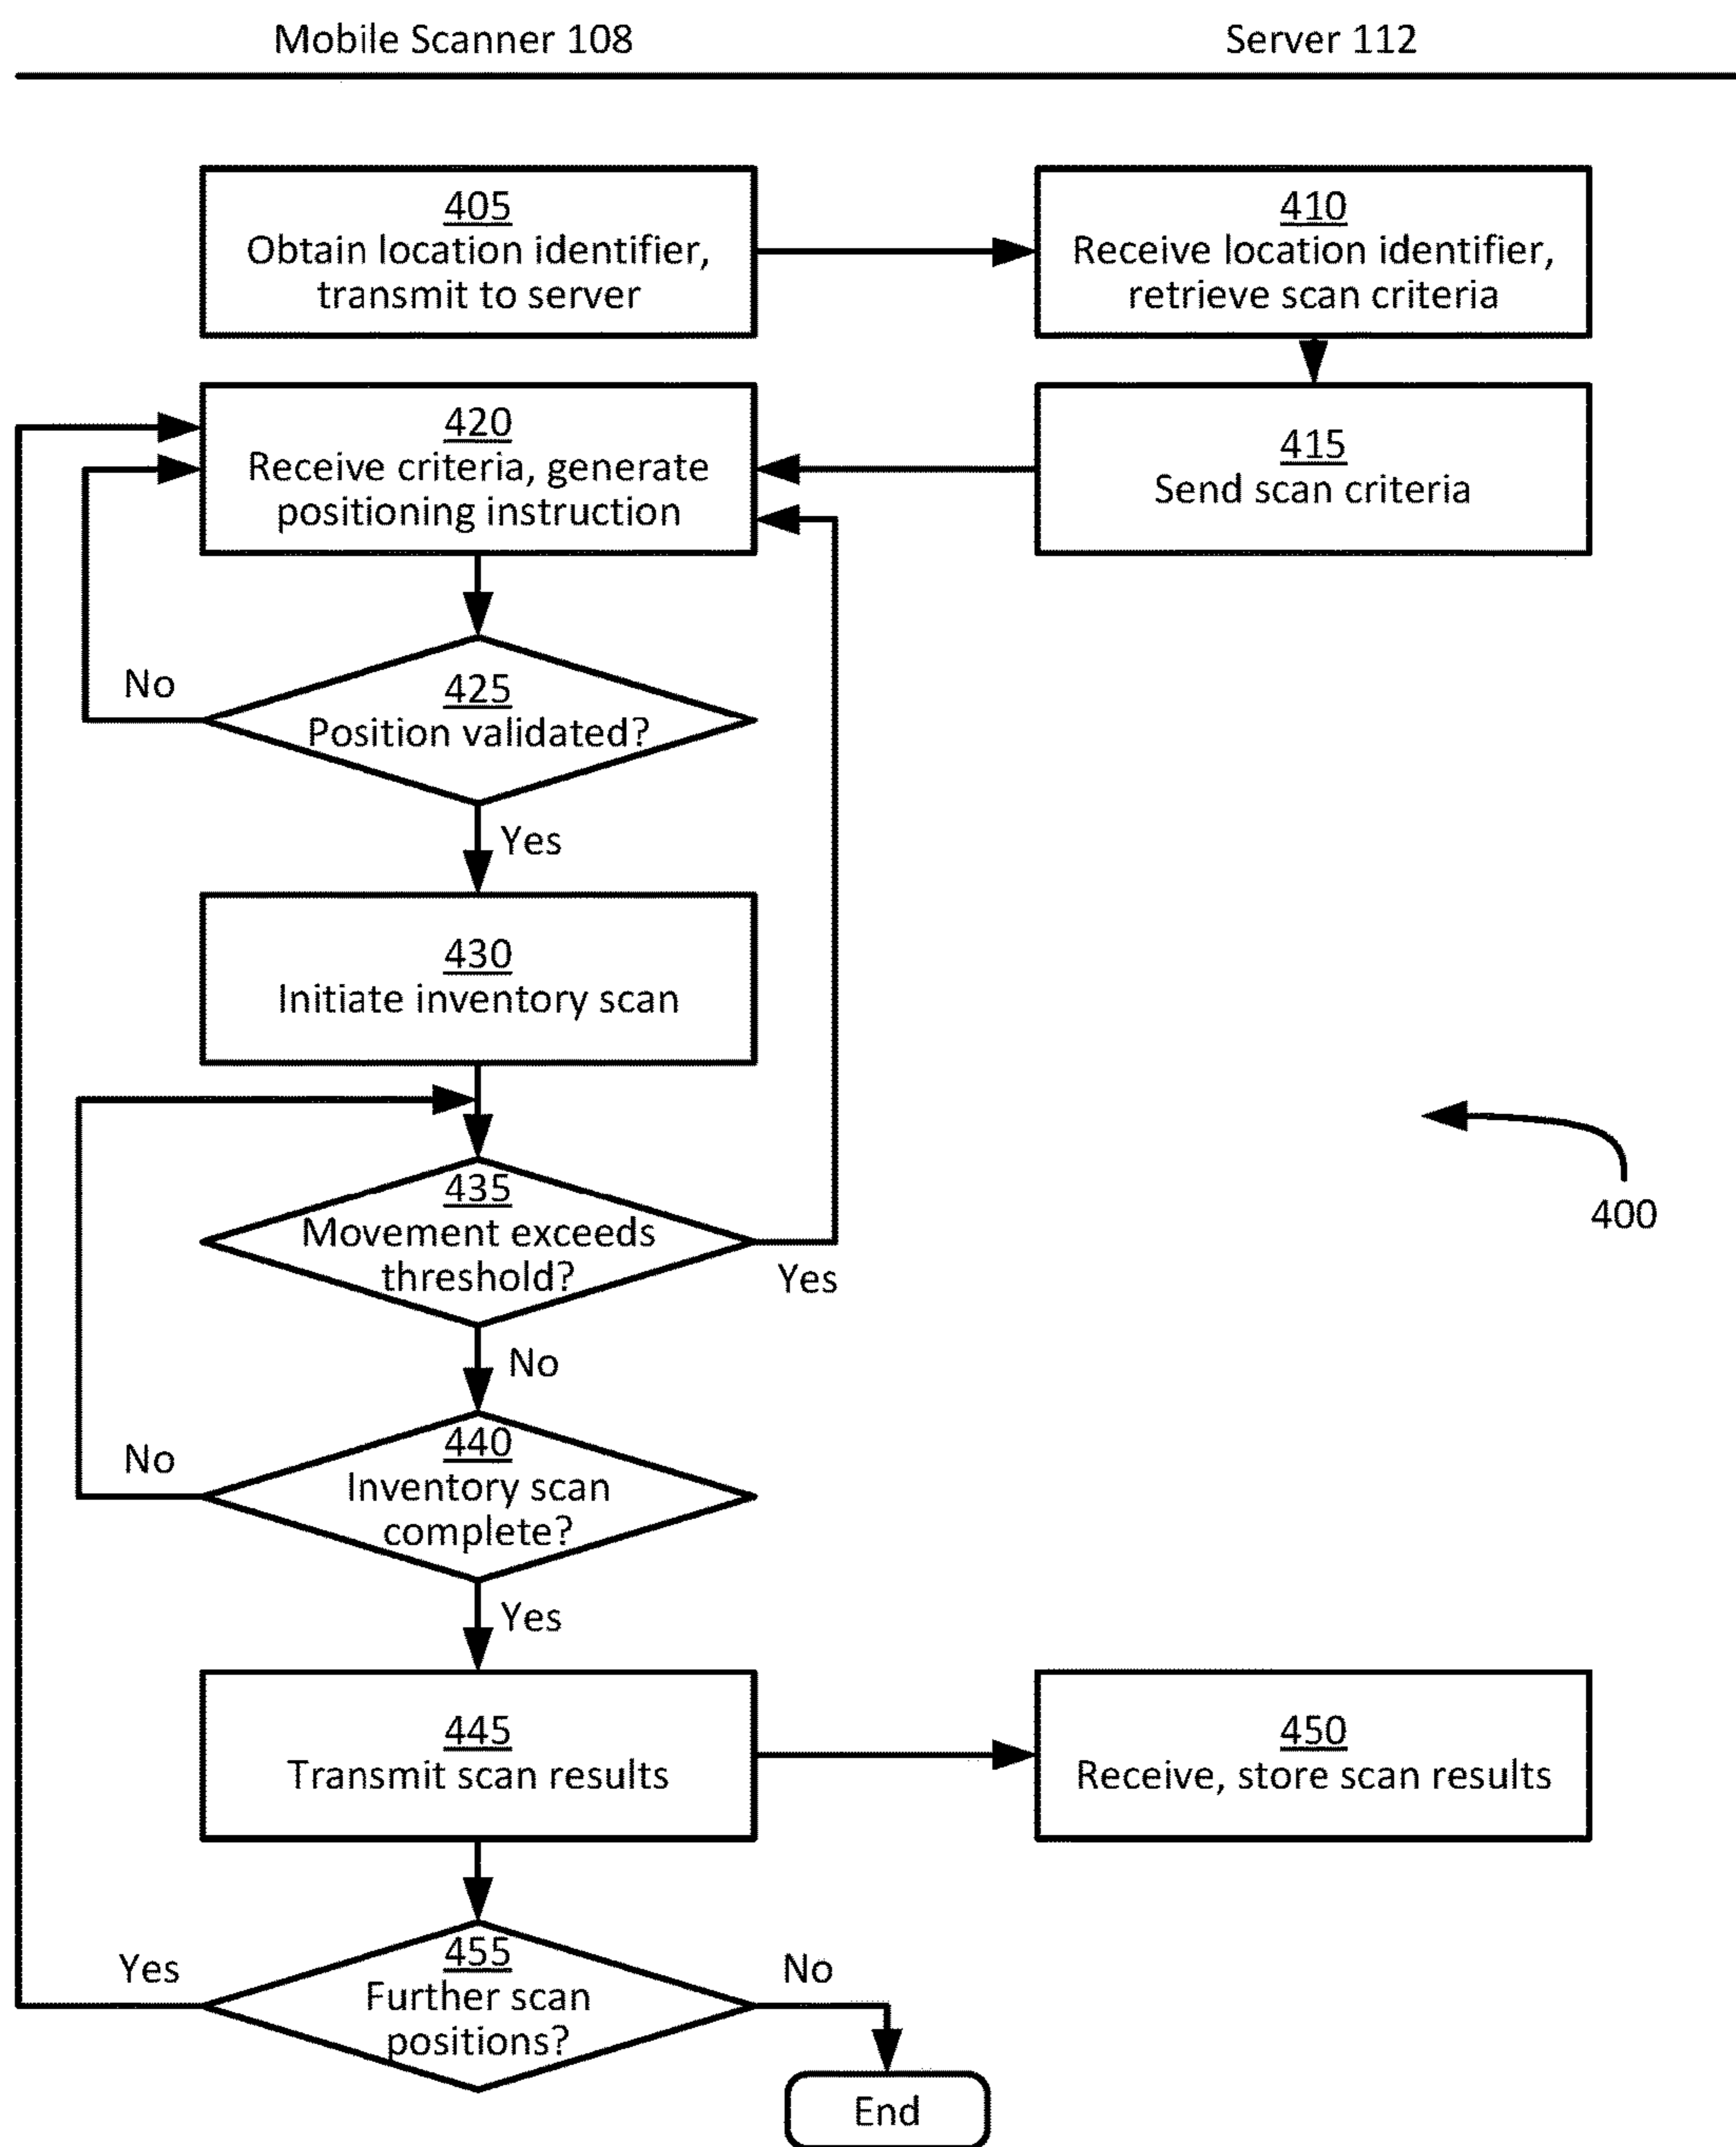 Mobile Scanner 108
Server 112
405
Obtain location identifier,
transmit to server
410
Receive location identifier,
retrieve scan criteria
420
Receive criteria, generate
positioning instruction
415
Send scan criteria
425
Position validated?
No
Yes
430
Initiate inventory scan
435
Movement exceeds
threshold?
Yes
No
400
440
Inventory scan
complete?
No
Yes
445
Transmit scan results
450
Receive, store scan results
455
Further scan
positions?
Yes
No
End